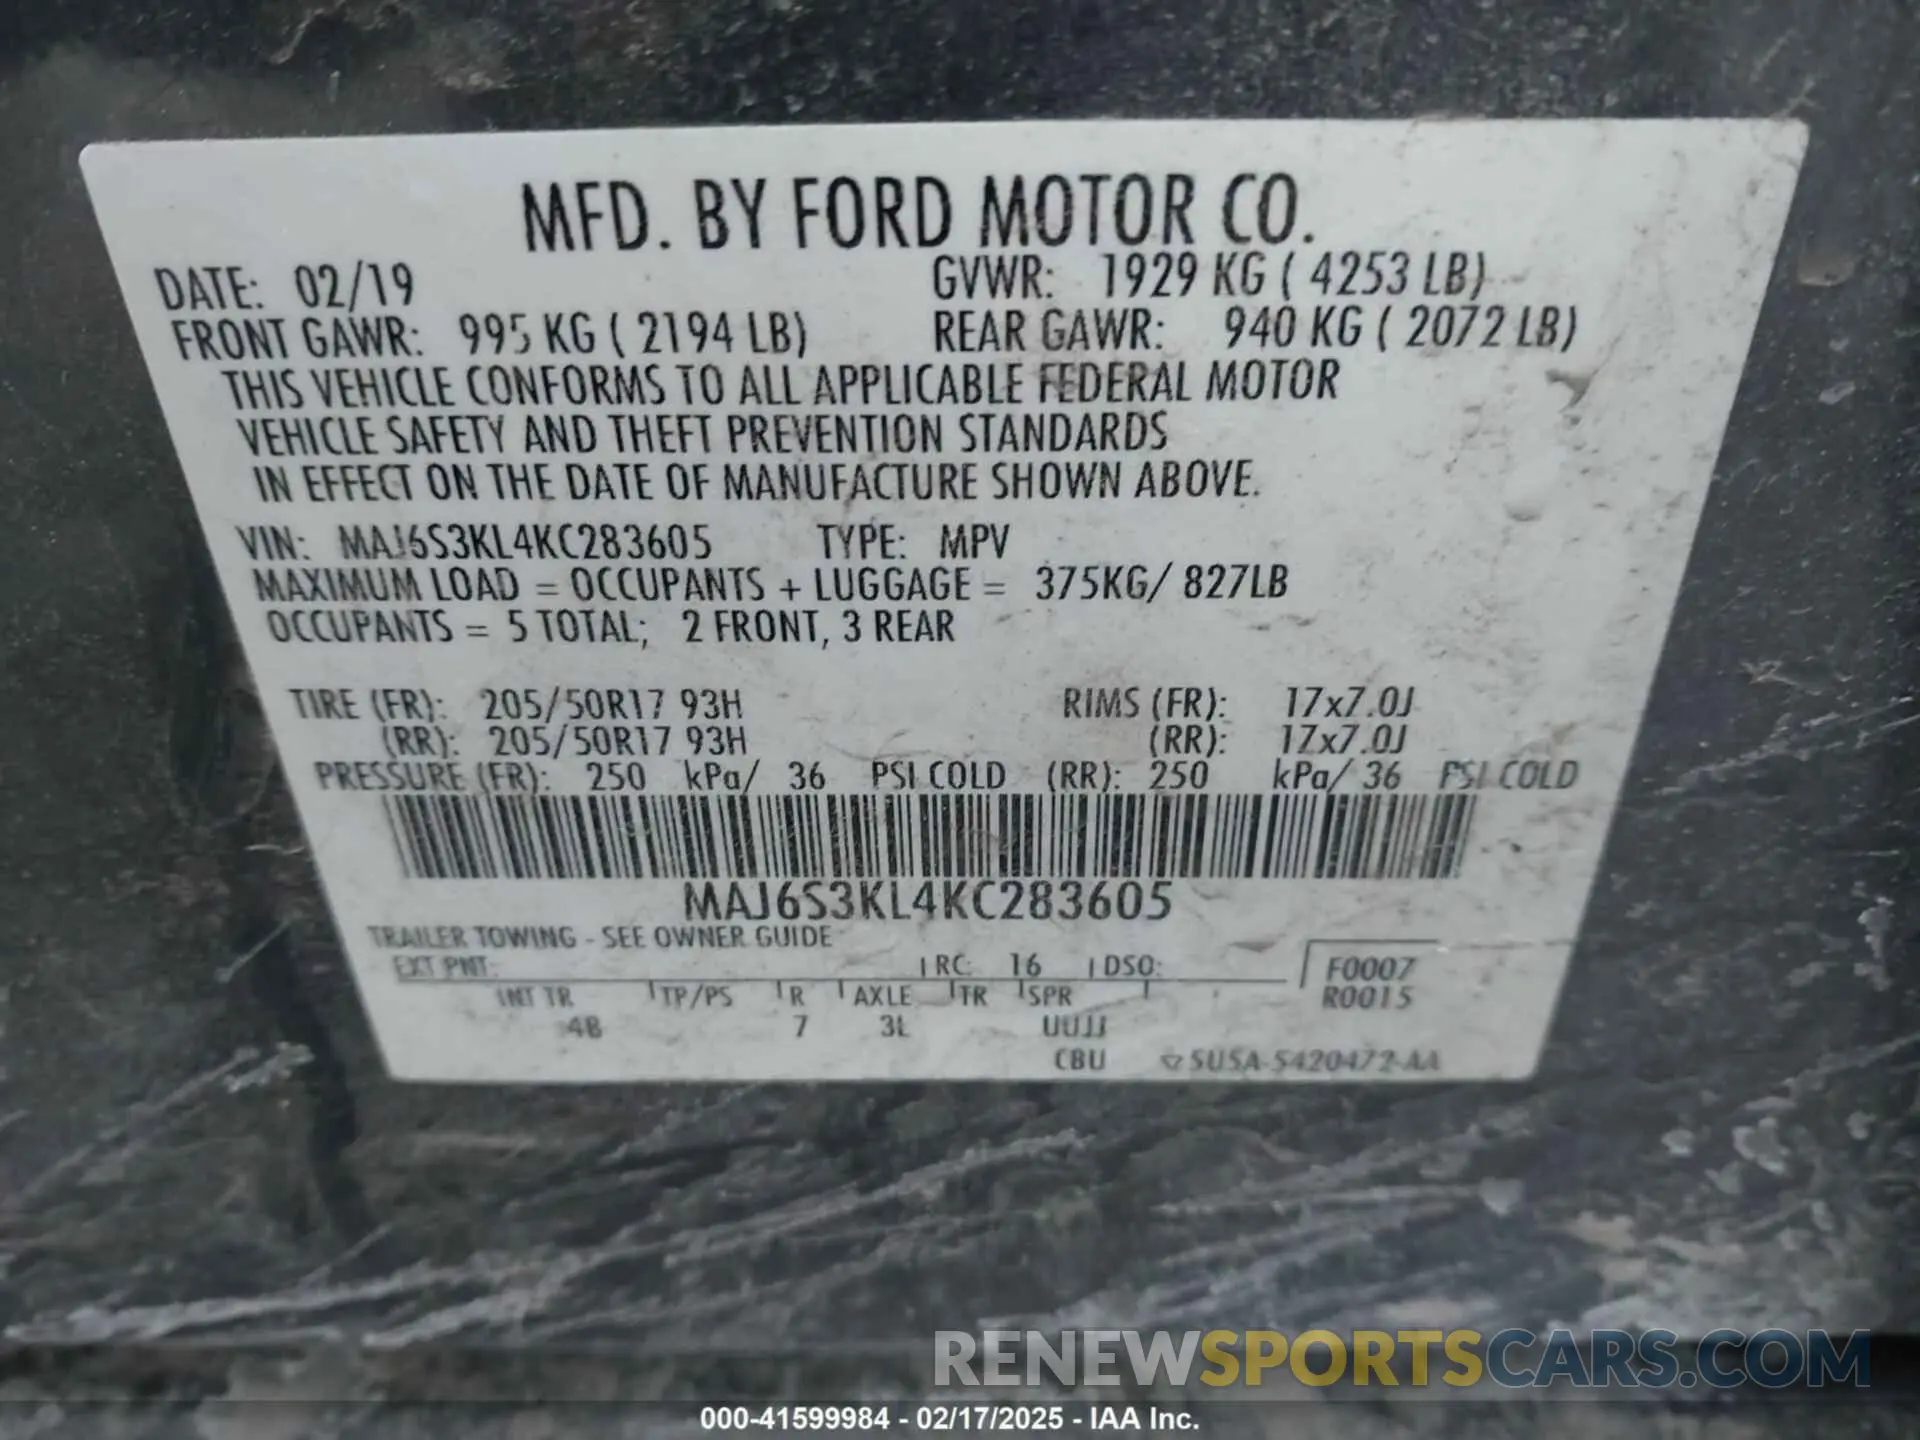 MFD. BY FORD MOTOR CO.
DATE: 02/19 GVWR: 1929 KG ( 4253 LB)
FRONT GAWR: 995 KG ( 2194 LB) REAR GAWR: 940 KG ( 2072 LB)
THIS VEHICLE CONFORMS TO ALL APPLICABLE FEDERAL MOTOR
VEHICLE SAFETY AND THEFT PREVENTION STANDARDS
IN EFFECT ON THE DATE OF MANUFACTURE SHOWN ABOVE.
VIN: MAJ6S3KL4KC283605 TYPE: MPV
MAXIMUM LOAD = OCCUPANTS + LUGGAGE = 375KG/ 827LB
OCCUPANTS = 5 TOTAL; 2 FRONT, 3 REAR
TIRE (FR): 205/50R17 93H RIMS (FR): 17x7.0J
(RR): 205/50R17 93H (RR): 17x7.0J
PRESSURE (FR): 250 kPa/ 36 PSI COLD (RR): 250 kPa/ 36 PSI COLD
MAJ6S3KL4KC283605
TRAILER TOWING - SEE OWNER GUIDE
EXT PNT: RC: 16 DSO: F0007
INT TR TP/PS R AXLE TR SPR R0015
4B 7 3L UUJJ
CBU 5U5A-5420472-AA
RENEWSPORTSCARS.COM
000-41599984 - 02/17/2025 - IAA Inc.